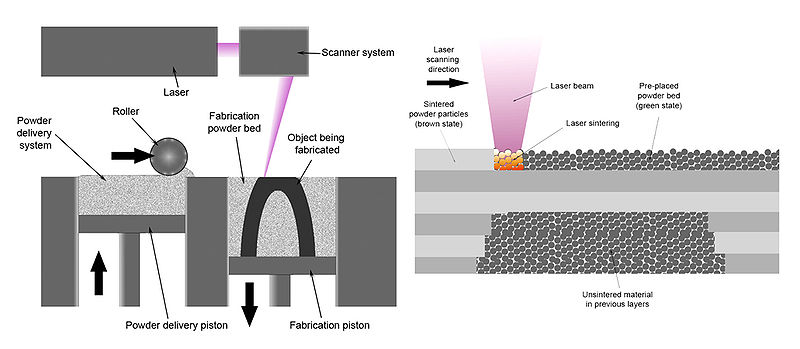 Laser
Scanner system
Roller
Powder
delivery
system
Fabrication
powder bed
Object being
fabricated
Powder delivery piston
Fabrication piston
Laser
scanning
direction
Sintered
powder particles
(brown state)
Laser beam
Laser sintering
Pre-placed
powder bed
(green state)
Unsintered material
in previous layers